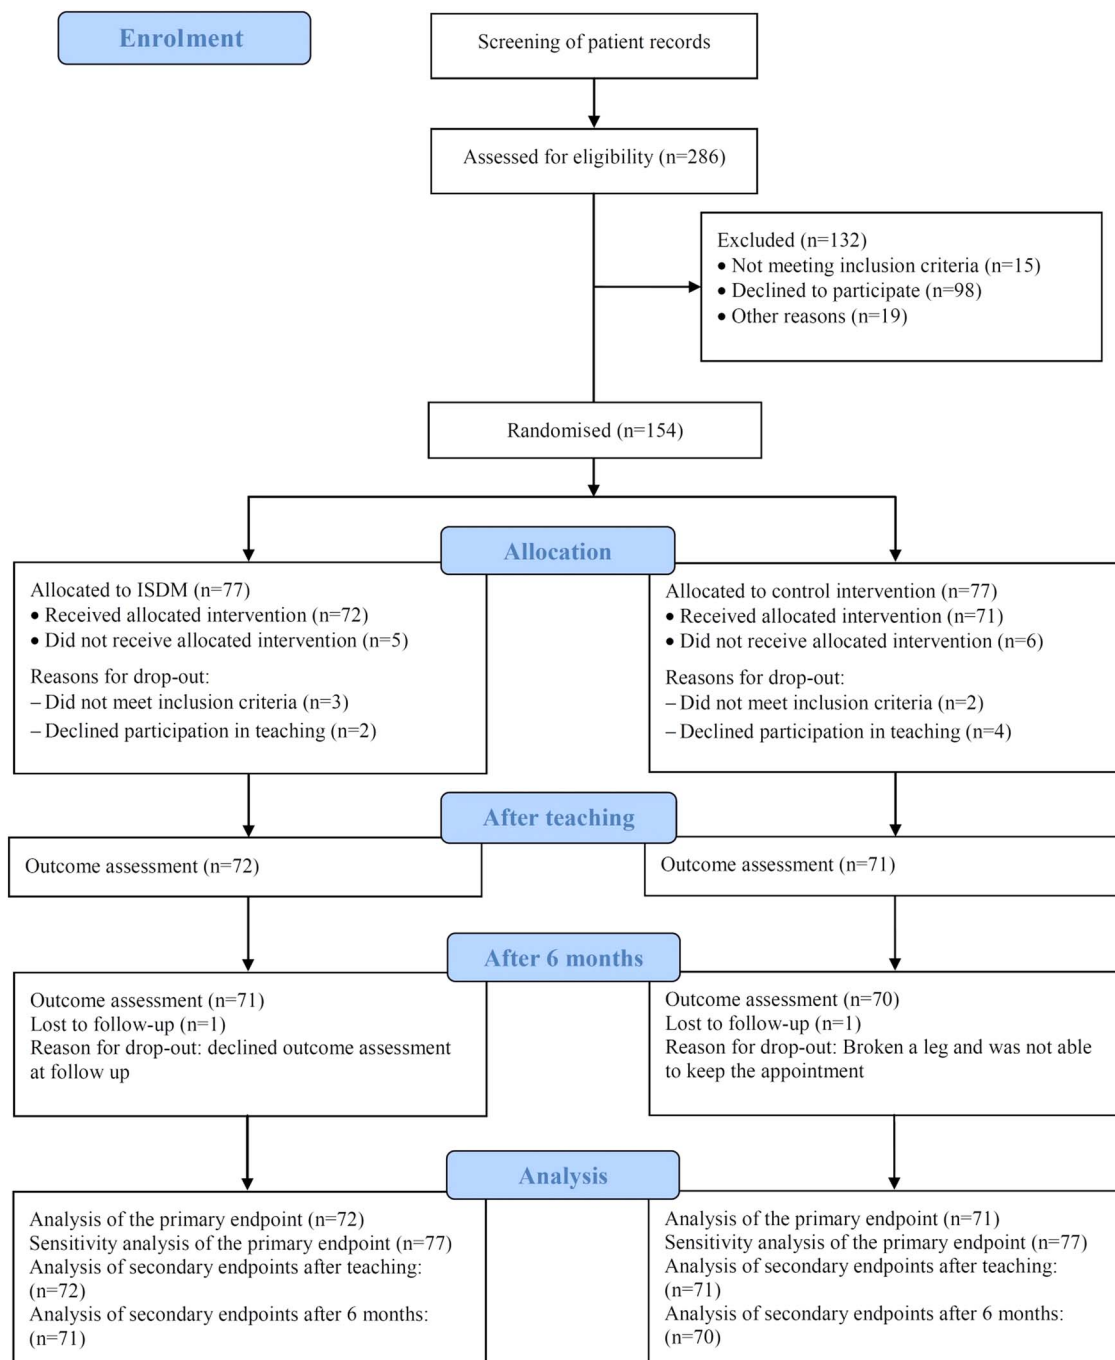 Enrolment
Screening of patient records
Assessed for eligibility (n=286)
Excluded (n=132)
• Not meeting inclusion criteria (n=15)
• Declined to participate (n=98)
• Other reasons (n=19)
Randomised (n=154)
Allocation
Allocated to ISDM (n=77)
• Received allocated intervention (n=72)
• Did not receive allocated intervention (n=5)
Reasons for drop-out:
– Did not meet inclusion criteria (n=3)
– Declined participation in teaching (n=2)
Allocated to control intervention (n=77)
• Received allocated intervention (n=71)
• Did not receive allocated intervention (n=6)
Reasons for drop-out:
– Did not meet inclusion criteria (n=2)
– Declined participation in teaching (n=4)
After teaching
Outcome assessment (n=72)
Outcome assessment (n=71)
After 6 months
Outcome assessment (n=71)
Lost to follow-up (n=1)
Reason for drop-out: declined outcome assessment
at follow up
Outcome assessment (n=70)
Lost to follow-up (n=1)
Reason for drop-out: Broken a leg and was not able
to keep the appointment
Analysis
Analysis of the primary endpoint (n=72)
Sensitivity analysis of the primary endpoint (n=77)
Analysis of secondary endpoints after teaching:
(n=72)
Analysis of secondary endpoints after 6 months:
(n=71)
Analysis of the primary endpoint (n=71)
Sensitivity analysis of the primary endpoint (n=77)
Analysis of secondary endpoints after teaching:
(n=71)
Analysis of secondary endpoints after 6 months:
(n=70)